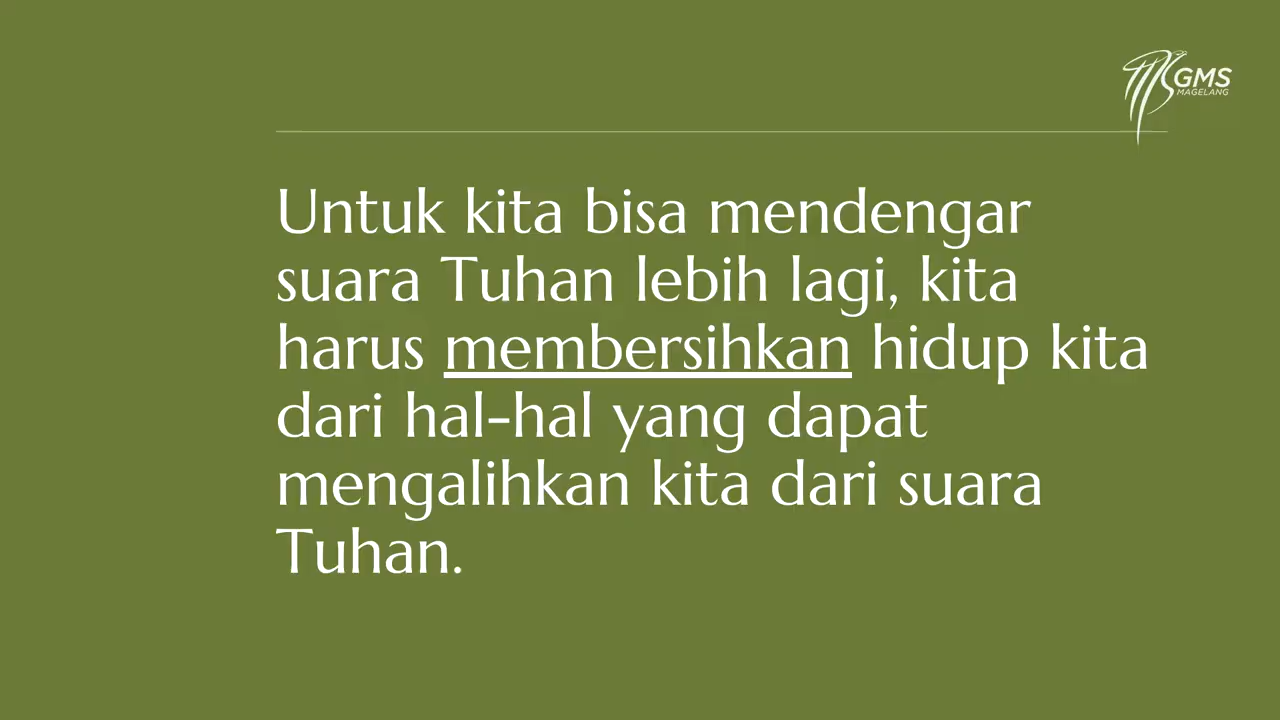 GMS
MAGELANG
Untuk kita bisa mendengar
suara Tuhan lebih lagi, kita
harus membersihkan hidup kita
dari hal-hal yang dapat
mengalihkan kita dari suara
Tuhan.